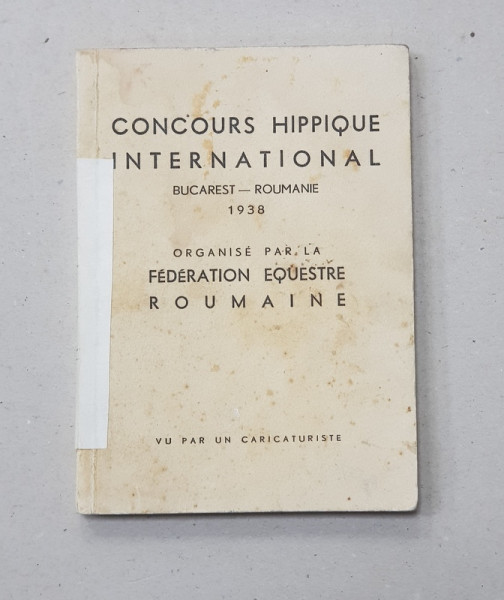 CONCOURS HIPPIQUE
INTERNATIONAL
BUCAREST — ROUMANIE
1938
ORGANISÉ PAR LA
FÉDÉRATION EQUESTRE
ROUMAINE
VU PAR UN CARICATURISTE